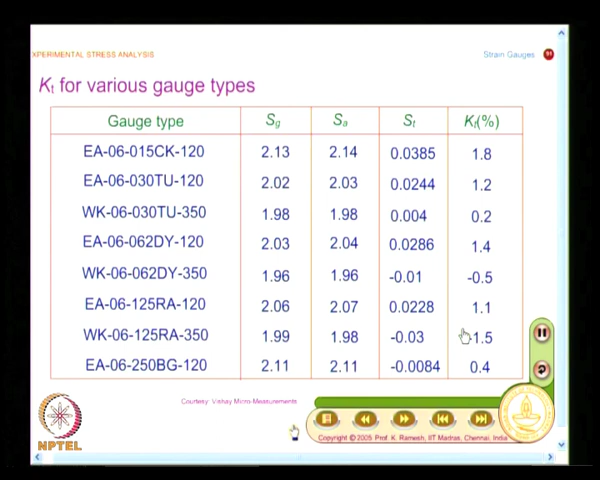 XPERIMENTAL STRESS ANALYSIS
Strain Gauges 91
Kt for various gauge types
Gauge type Sg Sa St Kt(%)
EA-06-015CK-120 2.13 2.14 0.0385 1.8
EA-06-030TU-120 2.02 2.03 0.0244 1.2
WK-06-030TU-350 1.98 1.98 0.004 0.2
EA-06-062DY-120 2.03 2.04 0.0286 1.4
WK-06-062DY-350 1.96 1.96 -0.01 -0.5
EA-06-125RA-120 2.06 2.07 0.0228 1.1
WK-06-125RA-350 1.99 1.98 -0.03 -1.5
EA-06-250BG-120 2.11 2.11 -0.0084 0.4
Courtesy: Vishay Micro-Measurements
NPTEL
Copyright © 2005 Prof. K. Ramesh, IIT Madras, Chennai, India